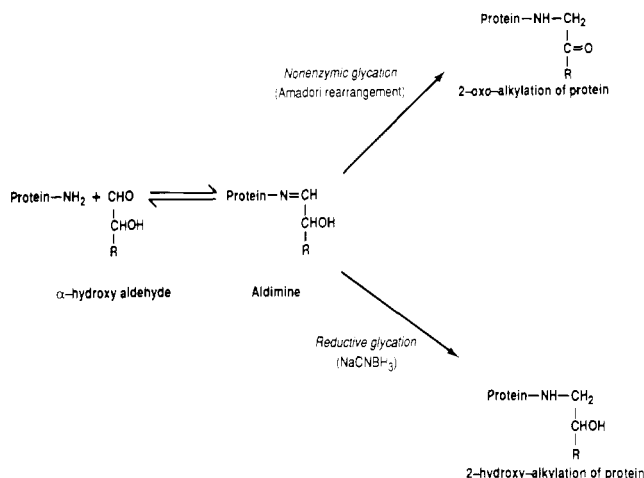 Protein—NH—CH₂
C=O
R
2-oxo-alkylation of protein
Nonenzymic glycation
(Amadori rearrangement)
Protein—NH₂ + CHO
CHOH
R
α-hydroxy aldehyde
Protein—N=CH
CHOH
R
Aldimine
Reductive glycation
(NaCNBH₃)
Protein—NH—CH₂
CHOH
R
2-hydroxy-alkylation of protein